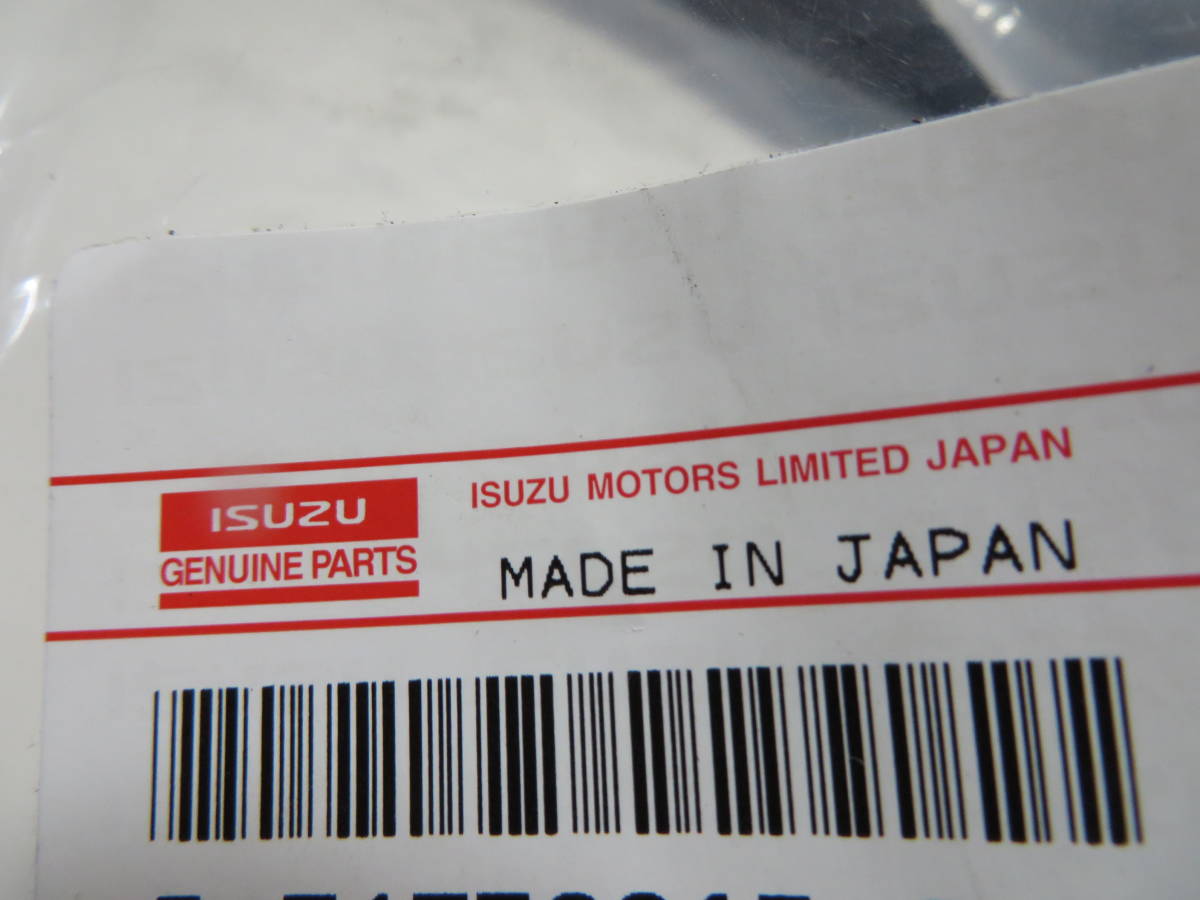 ISUZU
GENUINE PARTS
ISUZU MOTORS LIMITED JAPAN
MADE IN JAPAN